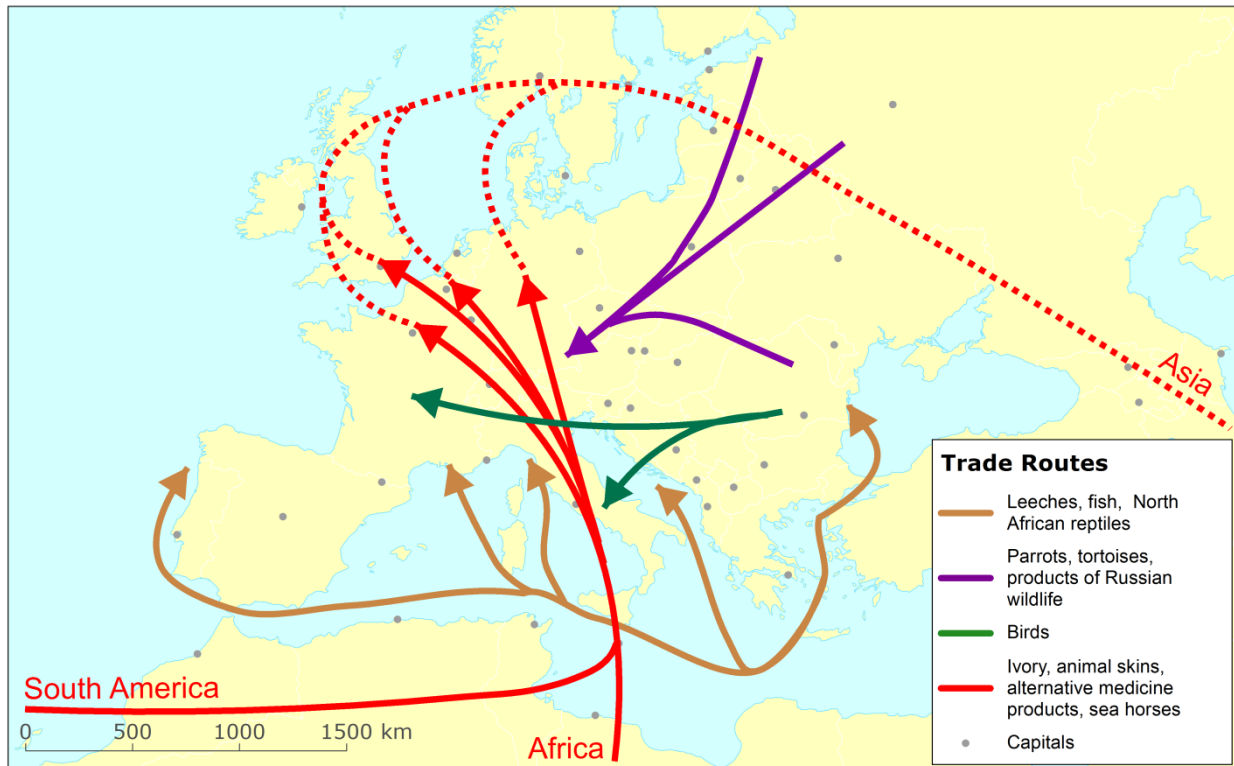 Asia
South America
0 500 1000 1500 km
Africa
Trade Routes
Leeches, fish, North
African reptiles
Parrots, tortoises,
products of Russian
wildlife
Birds
Ivory, animal skins,
alternative medicine
products, sea horses
Capitals